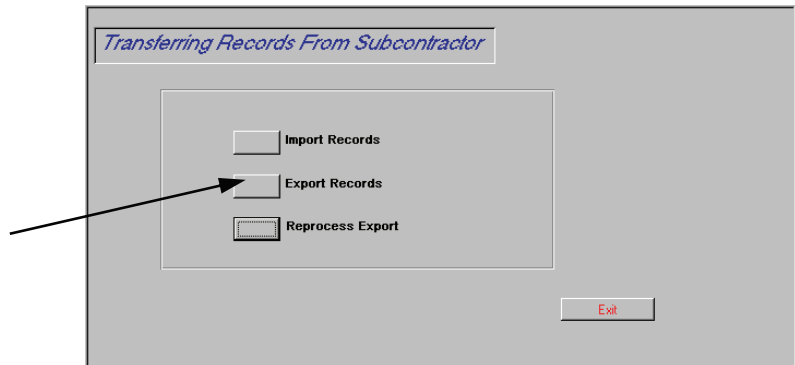 Transferring Records From Subcontractor
Import Records
Export Records
Reprocess Export
Exit